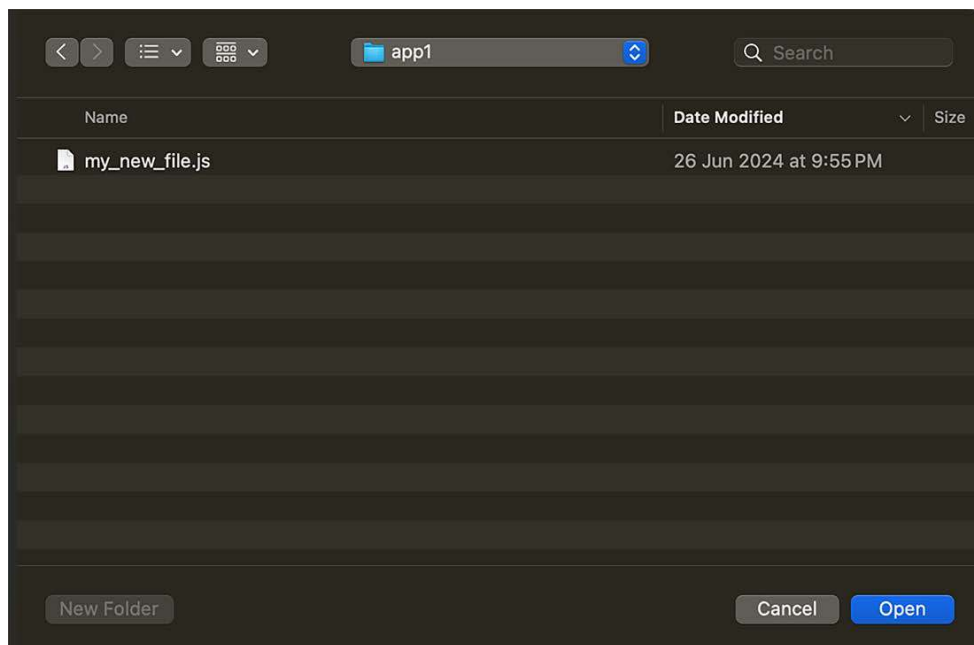 app1 Search
Name Date Modified Size
my_new_file.js 26 Jun 2024 at 9:55 PM
New Folder Cancel Open